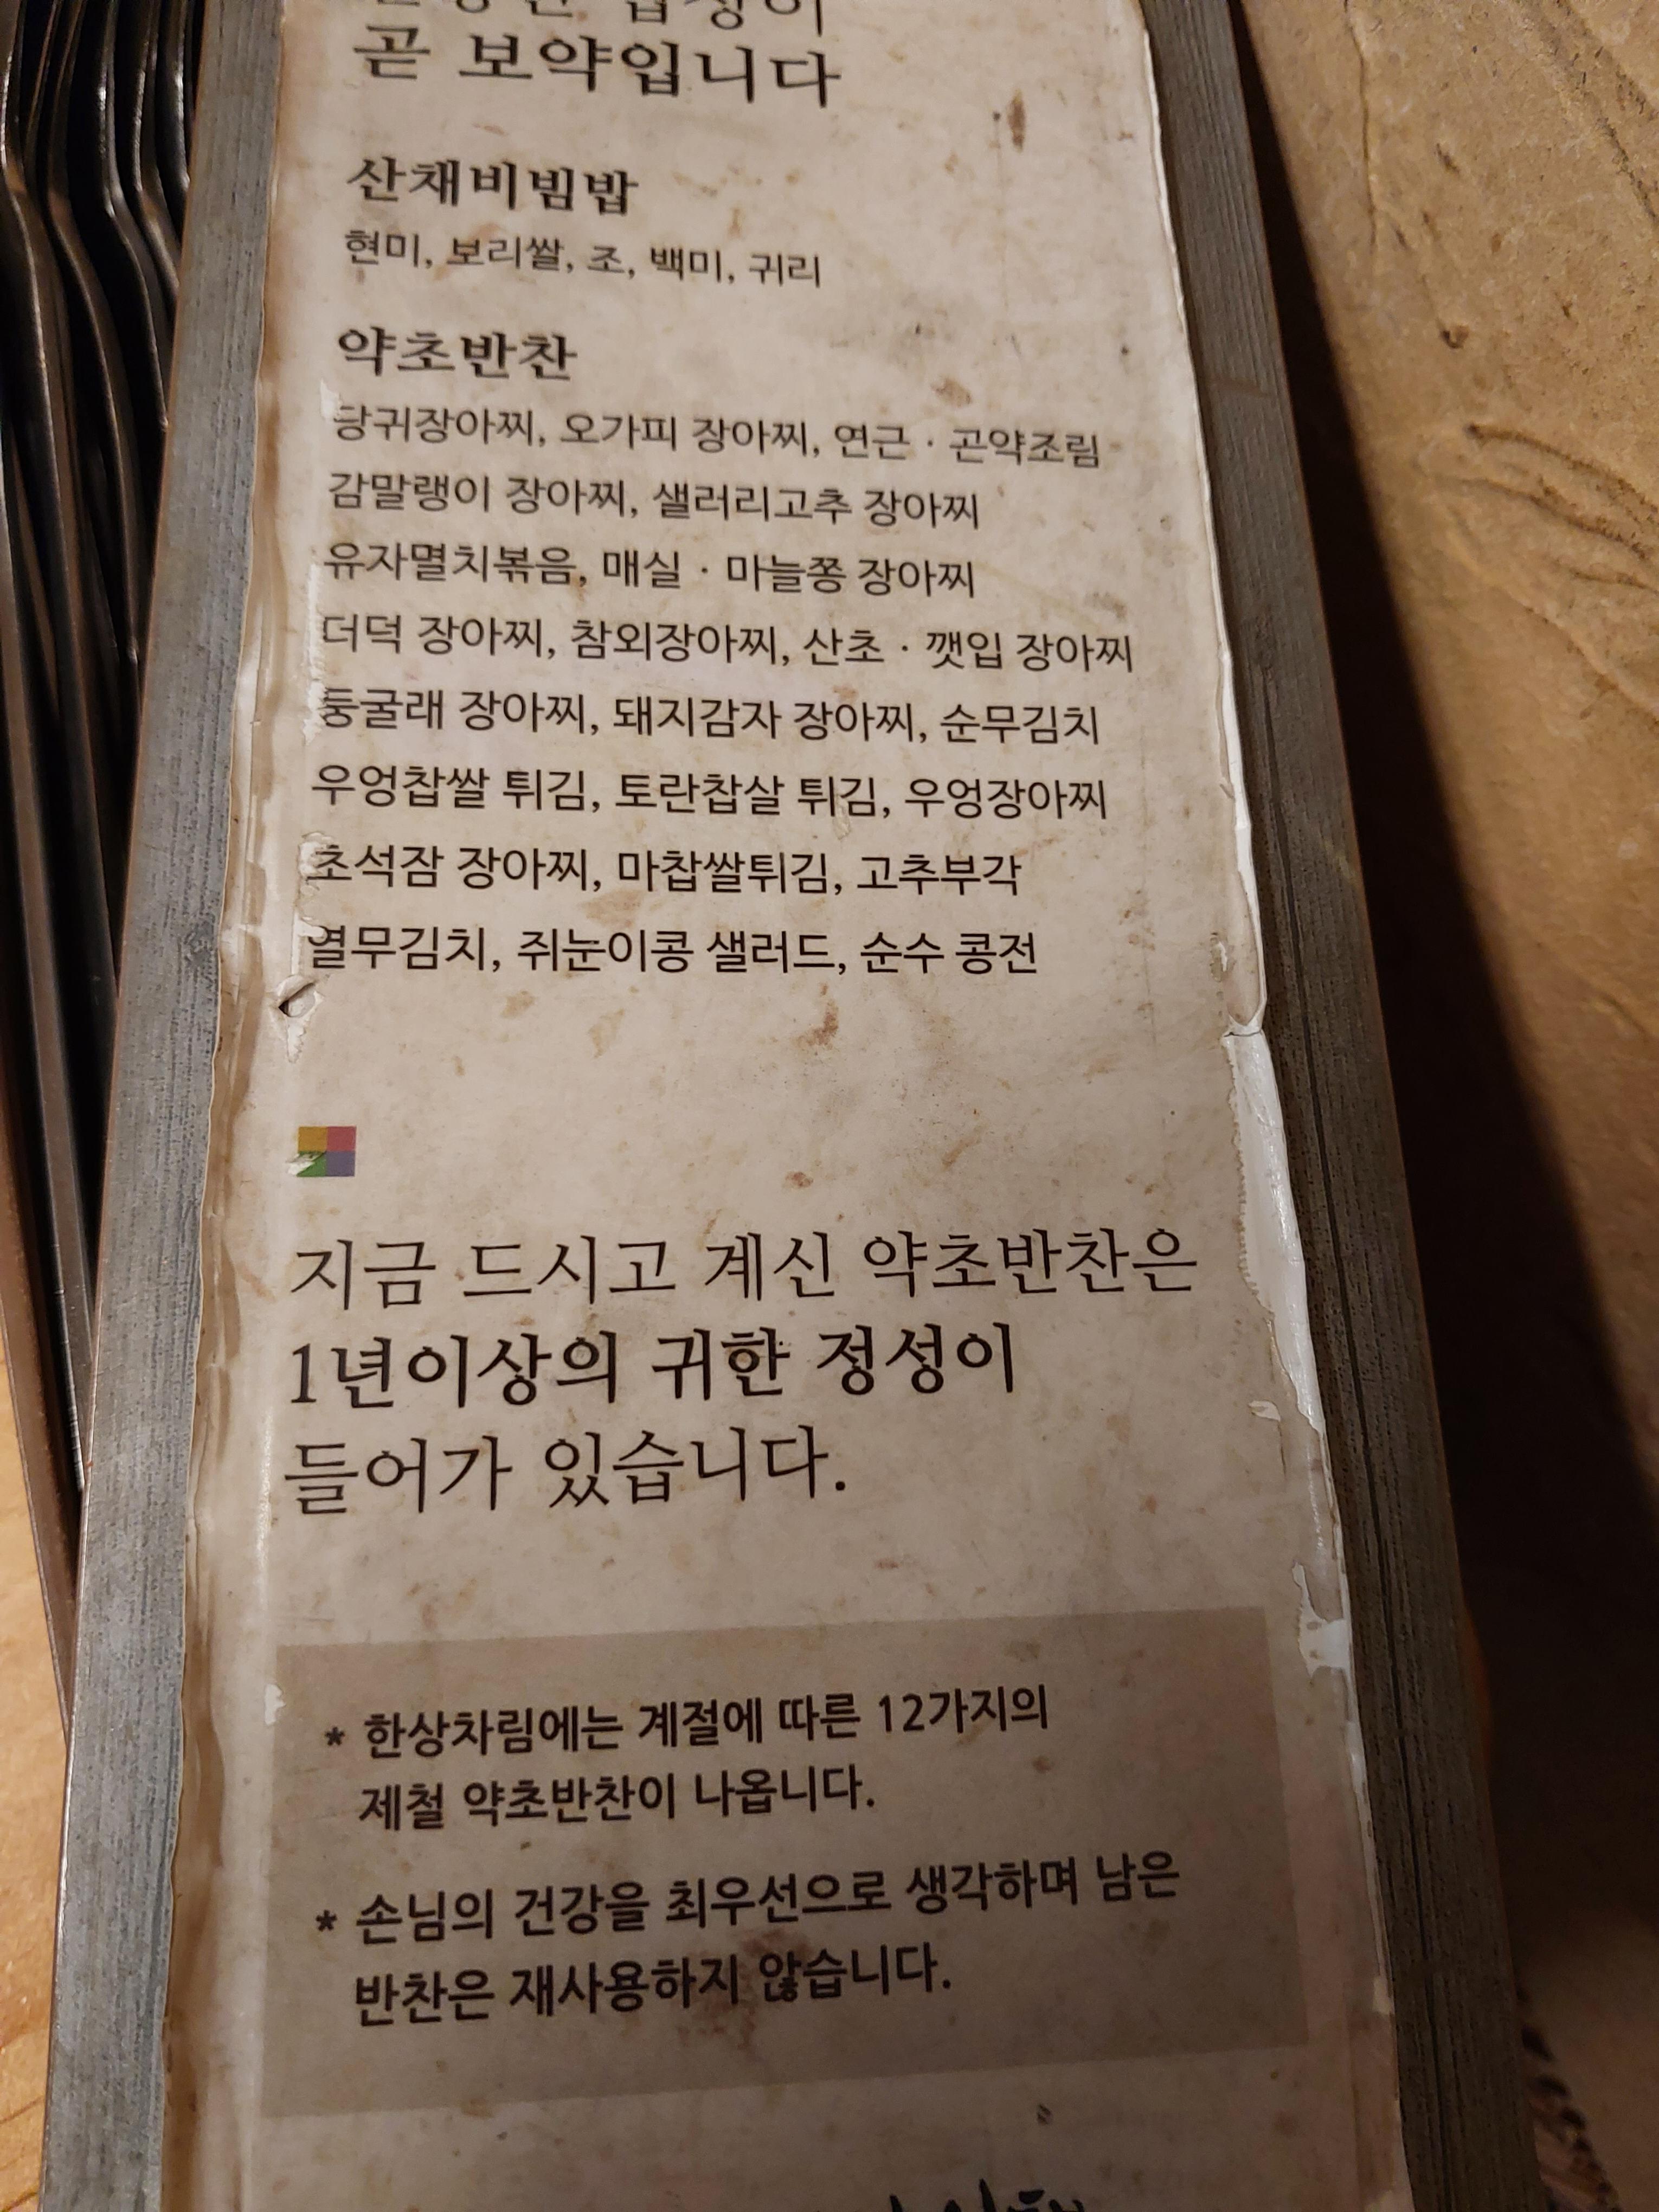 곧 보약입니다
산채비빔밥
현미, 보리쌀, 조, 백미, 귀리
약초반찬
당귀장아찌, 오가피 장아찌, 연근 · 곤약조림
감말랭이 장아찌, 샐러리고추 장아찌
유자멸치볶음, 매실 · 마늘쫑 장아찌
더덕 장아찌, 참외장아찌, 산초 · 깻입 장아찌
둥굴래 장아찌, 돼지감자 장아찌, 순무김치
우엉찹쌀 튀김, 토란찹살 튀김, 우엉장아찌
초석잠 장아찌, 마찹쌀튀김, 고추부각
열무김치, 쥐눈이콩 샐러드, 순수 콩전
지금 드시고 계신 약초반찬은
1년이상의 귀한 정성이
들어가 있습니다.
* 한상차림에는 계절에 따른 12가지의
제철 약초반찬이 나옵니다.
* 손님의 건강을 최우선으로 생각하며 남은
반찬은 재사용하지 않습니다.